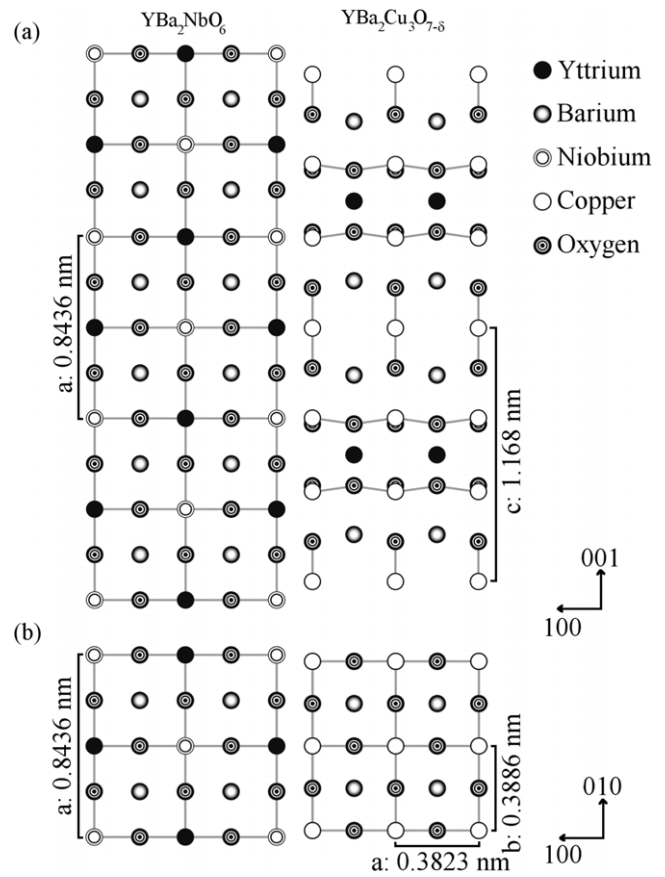 (a)
YBa₂NbO₆
YBa₂Cu₃O₇₋δ
Yttrium
Barium
Niobium
Copper
Oxygen
a: 0.8436 nm
c: 1.168 nm
001
100
(b)
a: 0.8436 nm
b: 0.3886 nm
a: 0.3823 nm
010
100